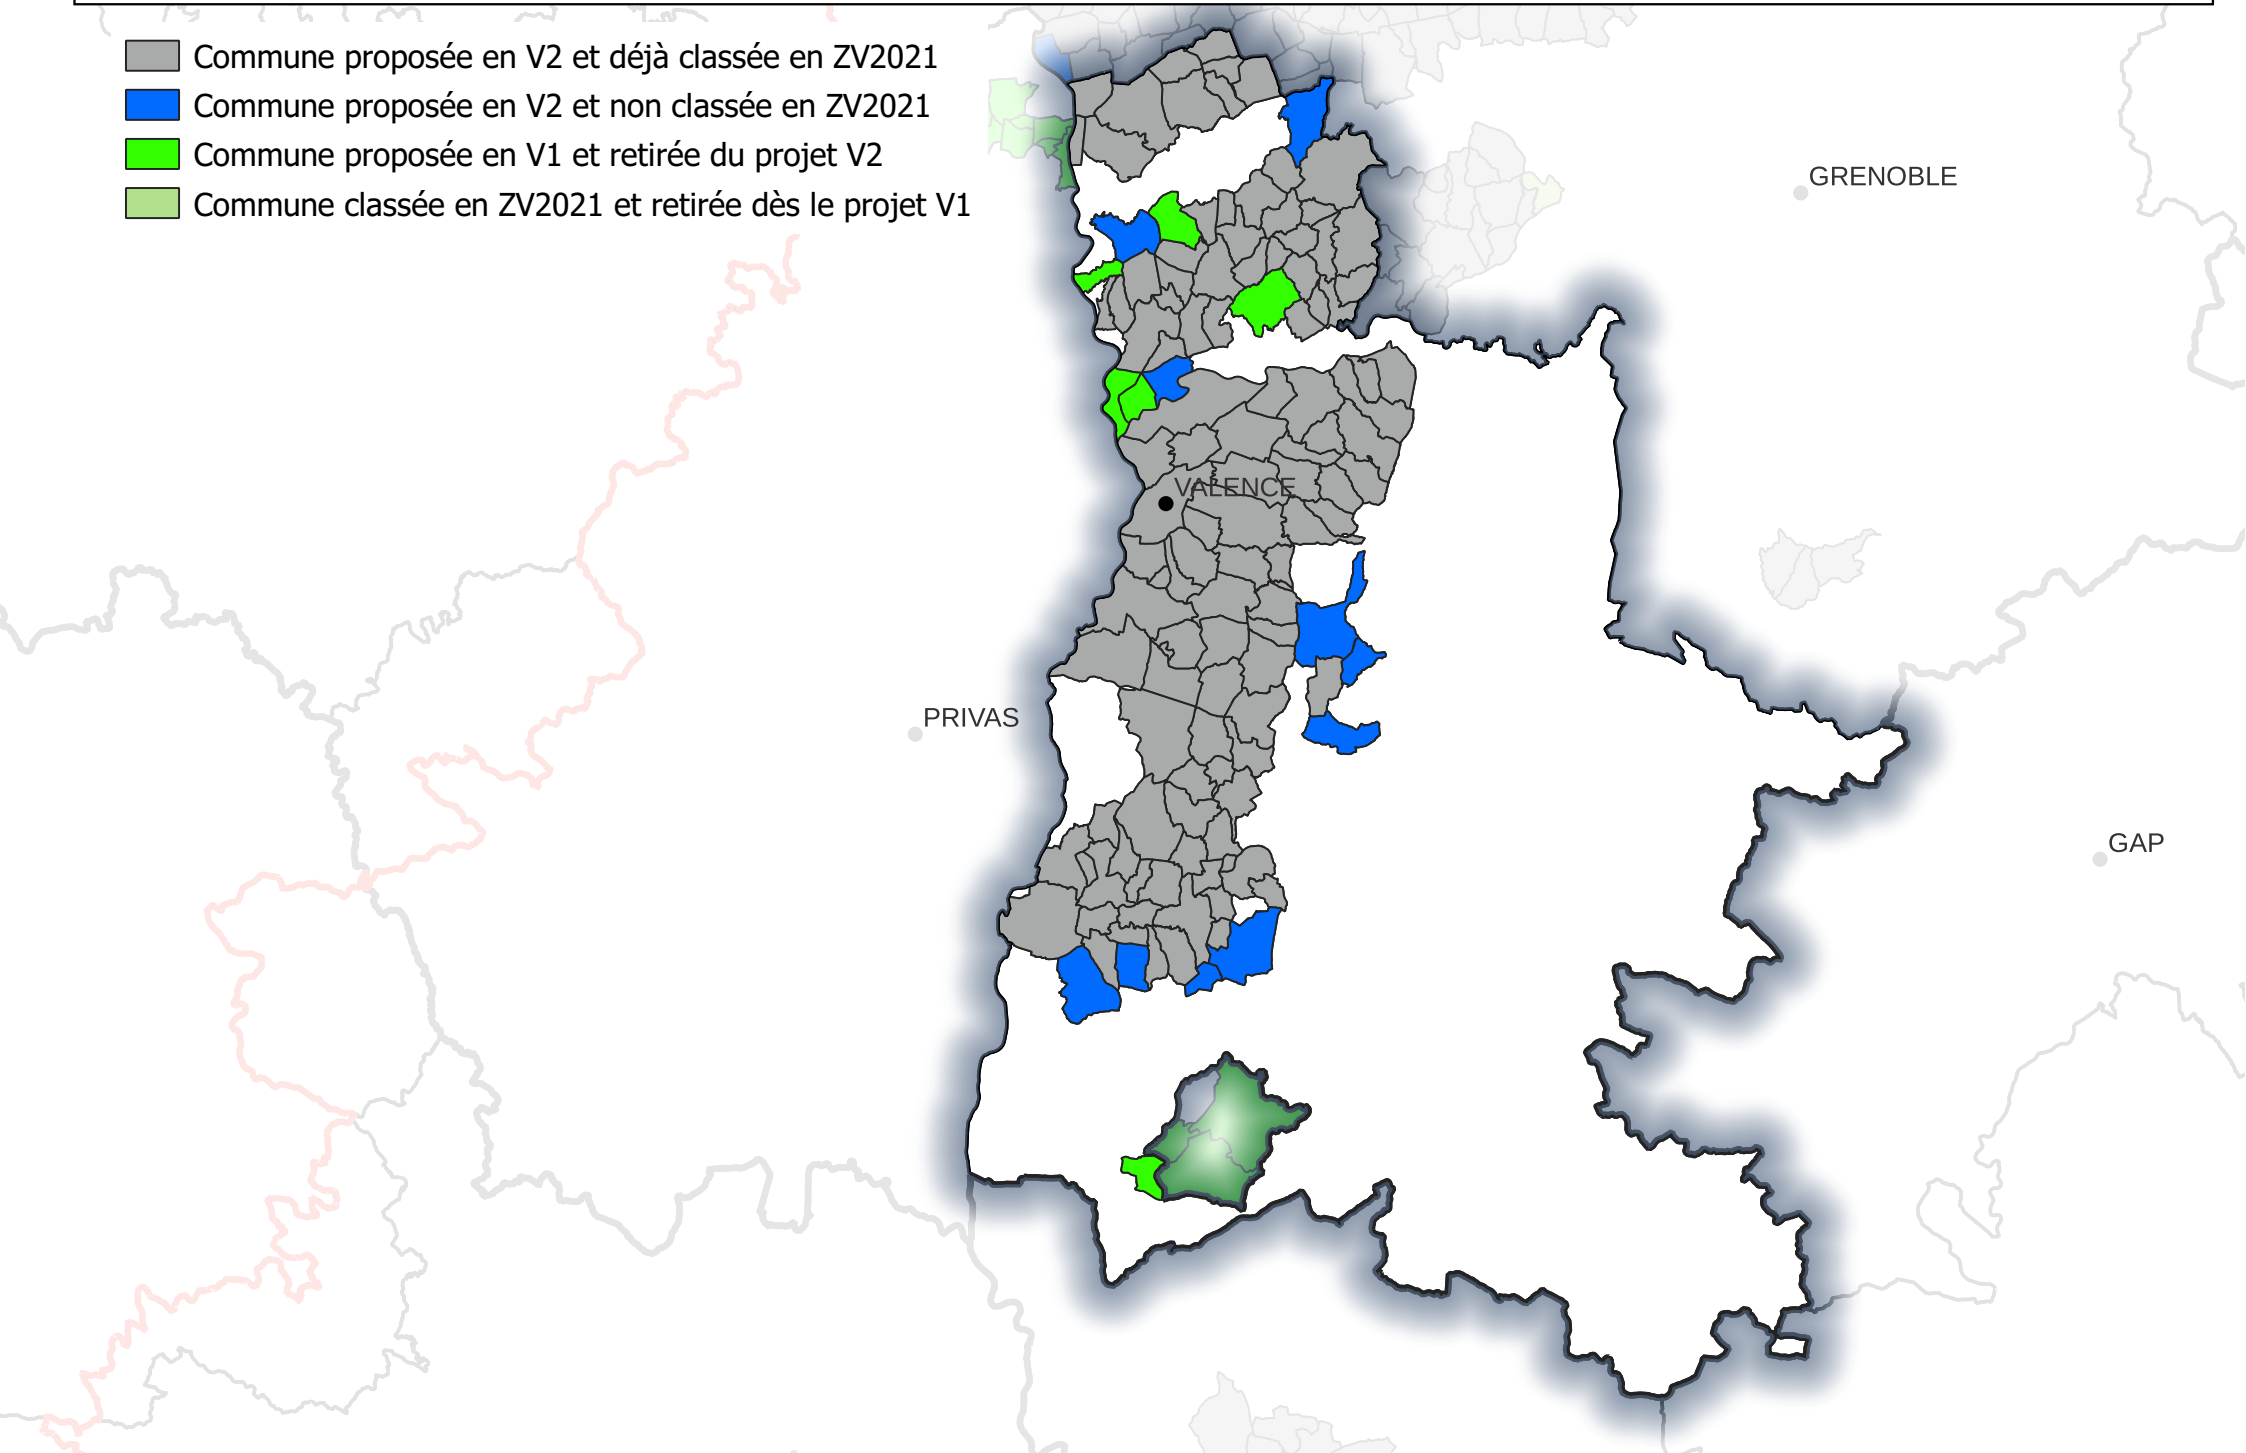 Commune proposée en V2 et déjà classée en ZV2021
Commune proposée en V2 et non classée en ZV2021
Commune proposée en V1 et retirée du projet V2
Commune classée en ZV2021 et retirée dès le projet V1
GRENOBLE
VALENCE
PRIVAS
GAP